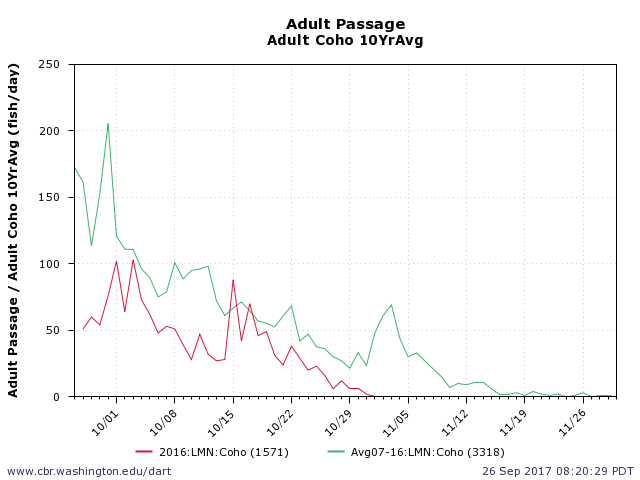 Adult Passage
Adult Coho 10YrAvg
Adult Passage / Adult Coho 10YrAvg (fish/day)
250
200
150
100
50
0
10/01 10/08 10/15 10/22 10/29 11/05 11/12 11/19 11/26
2016:LMN:Coho (1571) Avg07-16:LMN:Coho (3318)
www.cbr.washington.edu/dart 26 Sep 2017 08:20:29 PDT